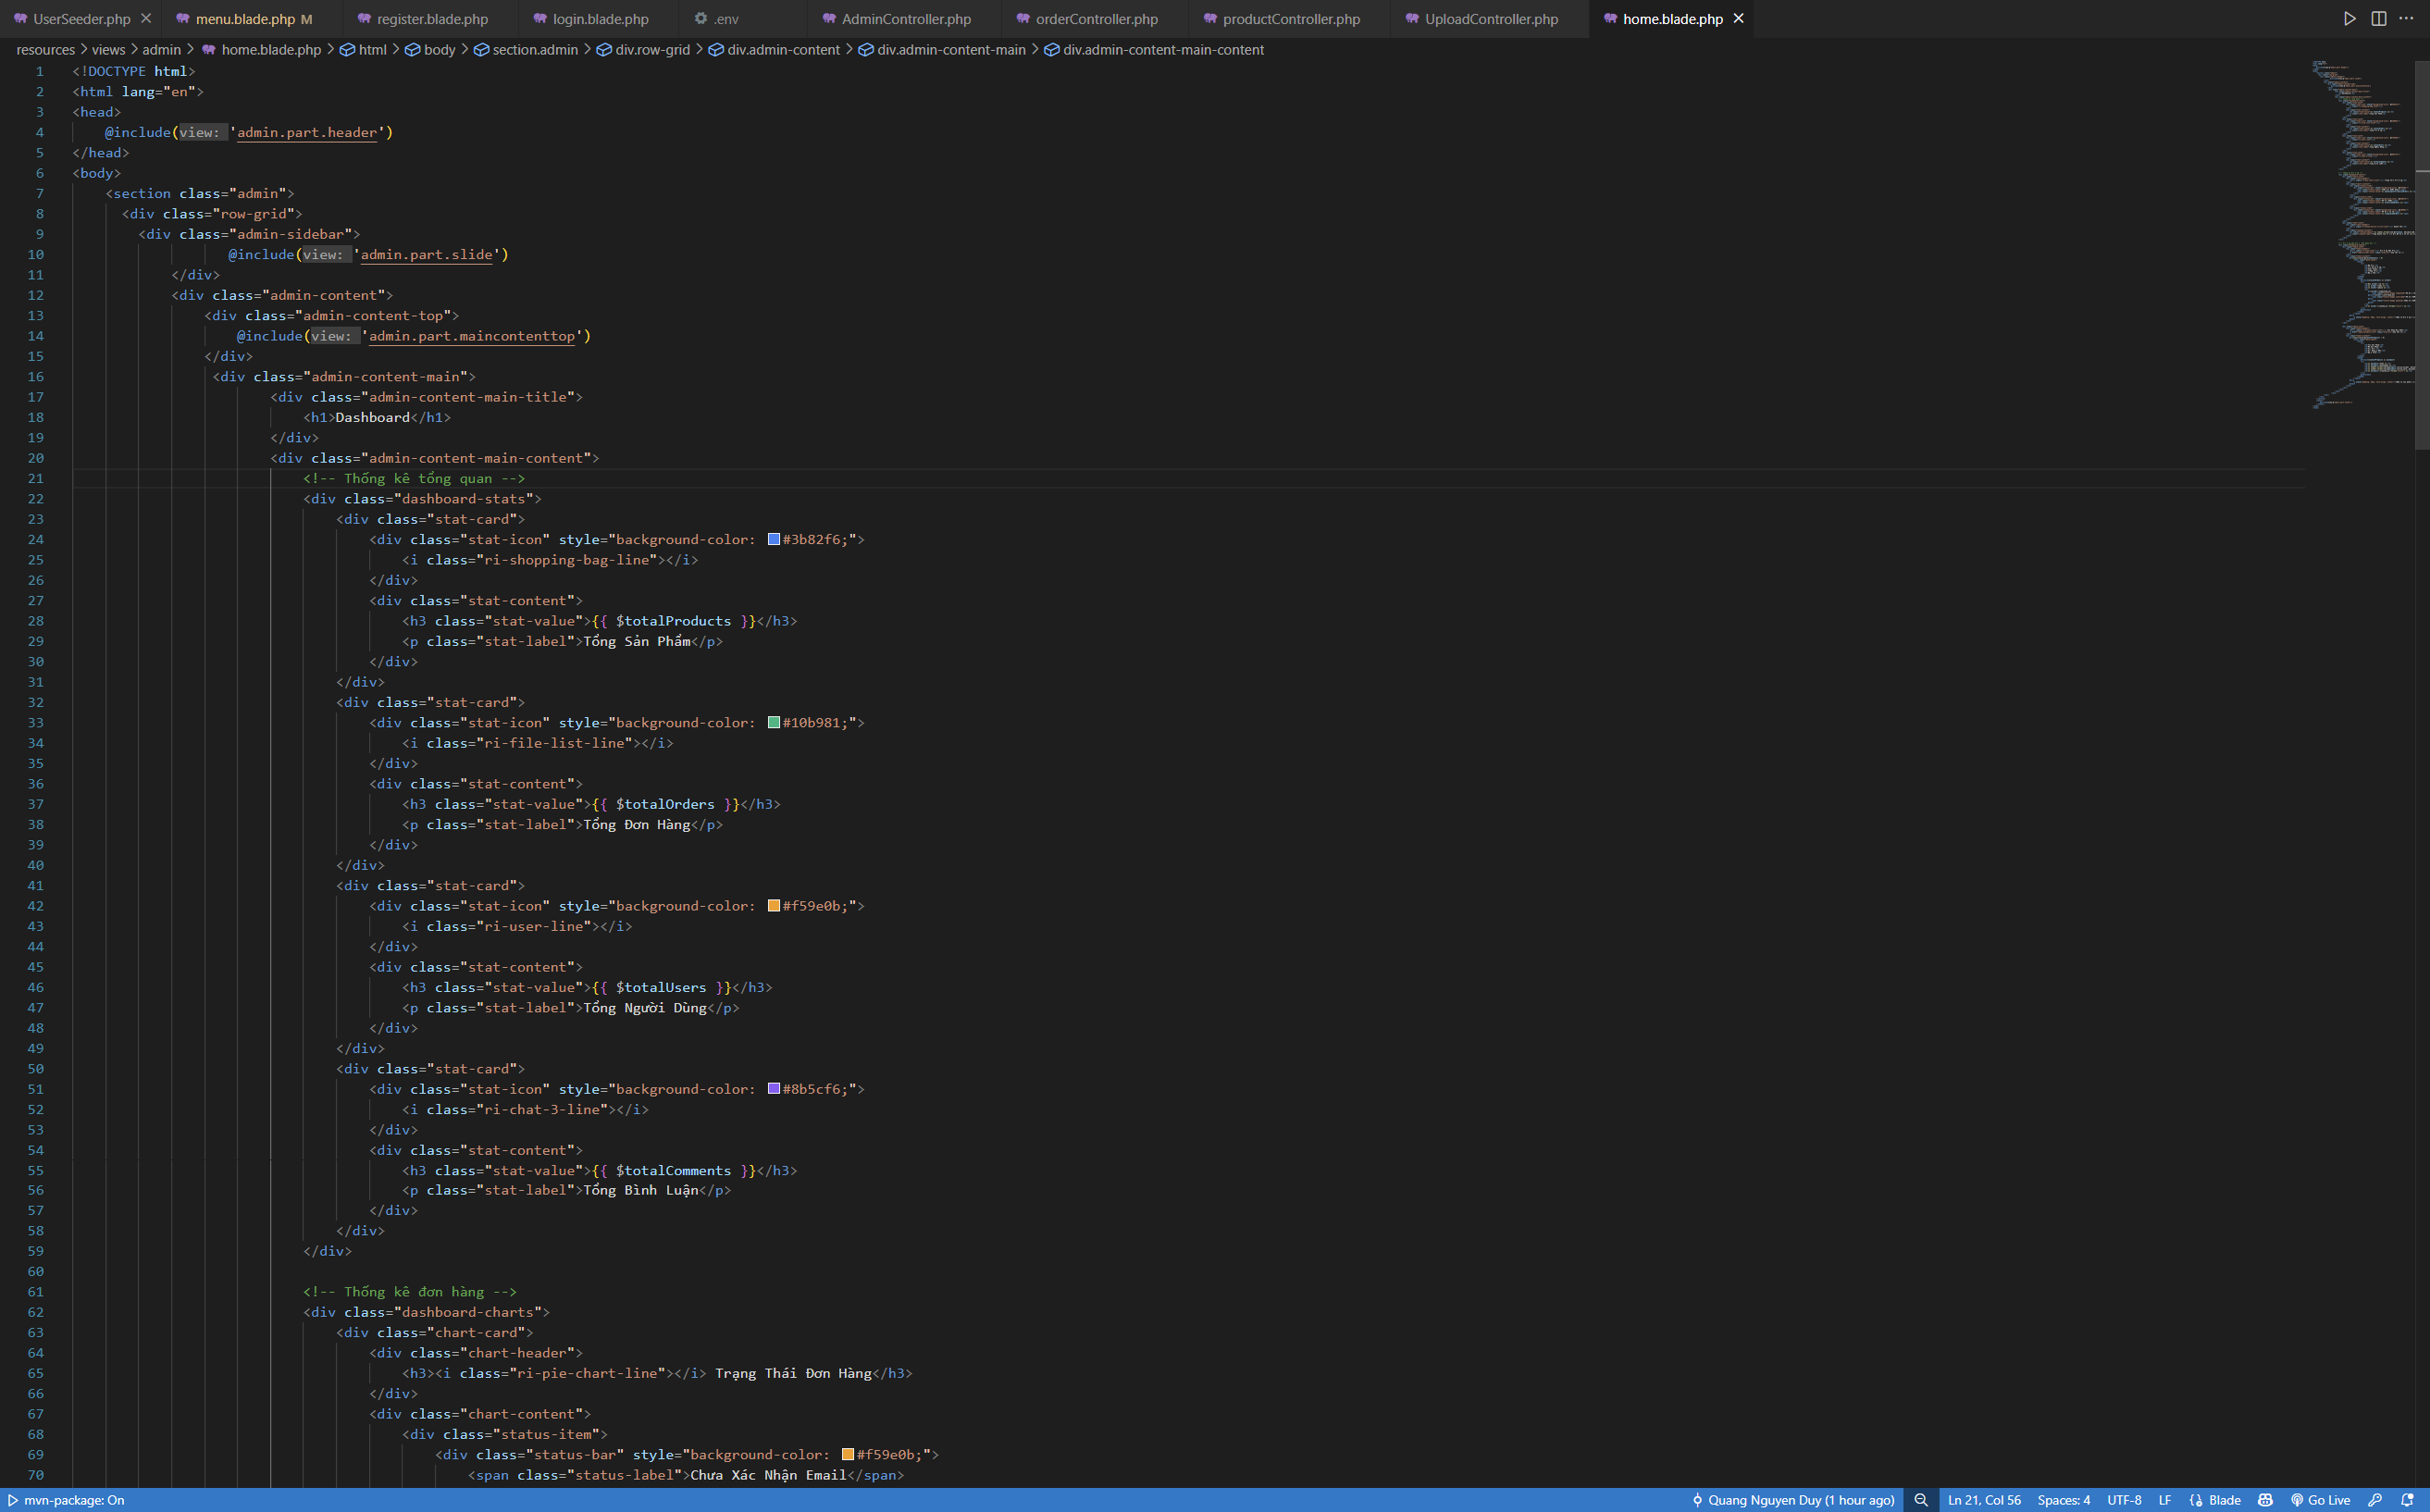 UserSeeder.php menu.blade.php M register.blade.php login.blade.php .env AdminController.php orderController.php productController.php UploadController.php home.blade.php
resources > views > admin > home.blade.php > html > body > section.admin > div.row-grid > div.admin-content > div.admin-content-main > div.admin-content-main-content
1 <!DOCTYPE html>
2 <html lang="en">
3 <head>
4 @include(view: 'admin.part.header')
5 </head>
6 <body>
7 <section class="admin">
8 <div class="row-grid">
9 <div class="admin-sidebar">
10 @include(view: 'admin.part.slide')
11 </div>
12 <div class="admin-content">
13 <div class="admin-content-top">
14 @include(view: 'admin.part.maincontenttop')
15 </div>
16 <div class="admin-content-main">
17 <div class="admin-content-main-title">
18 <h1>Dashboard</h1>
19 </div>
20 <div class="admin-content-main-content">
21 <!-- Thống kê tổng quan -->
22 <div class="dashboard-stats">
23 <div class="stat-card">
24 <div class="stat-icon" style="background-color: #3b82f6;">
25 <i class="ri-shopping-bag-line"></i>
26 </div>
27 <div class="stat-content">
28 <h3 class="stat-value">{{ $totalProducts }}</h3>
29 <p class="stat-label">Tổng Sản Phẩm</p>
30 </div>
31 </div>
32 <div class="stat-card">
33 <div class="stat-icon" style="background-color: #10b981;">
34 <i class="ri-file-list-line"></i>
35 </div>
36 <div class="stat-content">
37 <h3 class="stat-value">{{ $totalOrders }}</h3>
38 <p class="stat-label">Tổng Đơn Hàng</p>
39 </div>
40 </div>
41 <div class="stat-card">
42 <div class="stat-icon" style="background-color: #f59e0b;">
43 <i class="ri-user-line"></i>
44 </div>
45 <div class="stat-content">
46 <h3 class="stat-value">{{ $totalUsers }}</h3>
47 <p class="stat-label">Tổng Người Dùng</p>
48 </div>
49 </div>
50 <div class="stat-card">
51 <div class="stat-icon" style="background-color: #8b5cf6;">
52 <i class="ri-chat-3-line"></i>
53 </div>
54 <div class="stat-content">
55 <h3 class="stat-value">{{ $totalComments }}</h3>
56 <p class="stat-label">Tổng Bình Luận</p>
57 </div>
58 </div>
59 </div>
60
61 <!-- Thống kê đơn hàng -->
62 <div class="dashboard-charts">
63 <div class="chart-card">
64 <div class="chart-header">
65 <h3><i class="ri-pie-chart-line"></i> Trạng Thái Đơn Hàng</h3>
66 </div>
67 <div class="chart-content">
68 <div class="status-item">
69 <div class="status-bar" style="background-color: #f59e0b;">
70 <span class="status-label">Chưa Xác Nhận Email</span>
mvn-package: On Quang Nguyen Duy (1 hour ago) Ln 21, Col 56 Spaces: 4 UTF-8 LF Blade Go Live